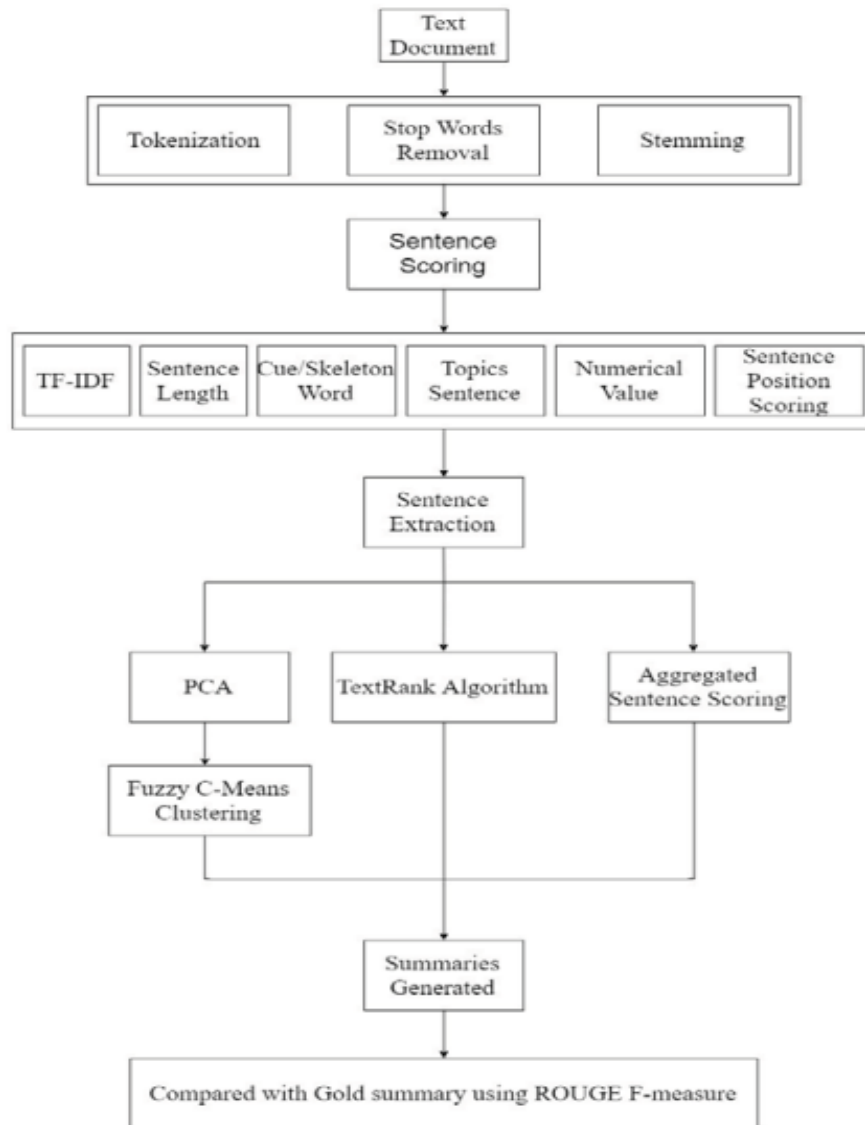 Text
Document
Tokenization
Stop Words
Removal
Stemming
Sentence
Scoring
TF-IDF
Sentence
Length
Cue/Skeleton
Word
Topics
Sentence
Numerical
Value
Sentence
Position
Scoring
Sentence
Extraction
PCA
TextRank Algorithm
Aggregated
Sentence Scoring
Fuzzy C-Means
Clustering
Summaries
Generated
Compared with Gold summary using ROUGE F-measure